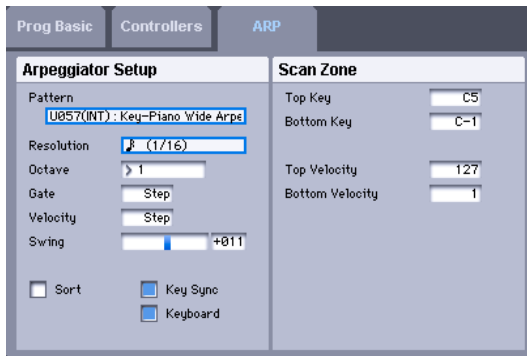 Prog Basic Controllers ARP
Arpeggiator Setup
Pattern
U057(INT) : Key-Piano Wide Arpe
Resolution (1/16)
Octave > 1
Gate Step
Velocity Step
Swing +011
Sort Key Sync
Keyboard
Scan Zone
Top Key C5
Bottom Key C-1
Top Velocity 127
Bottom Velocity 1